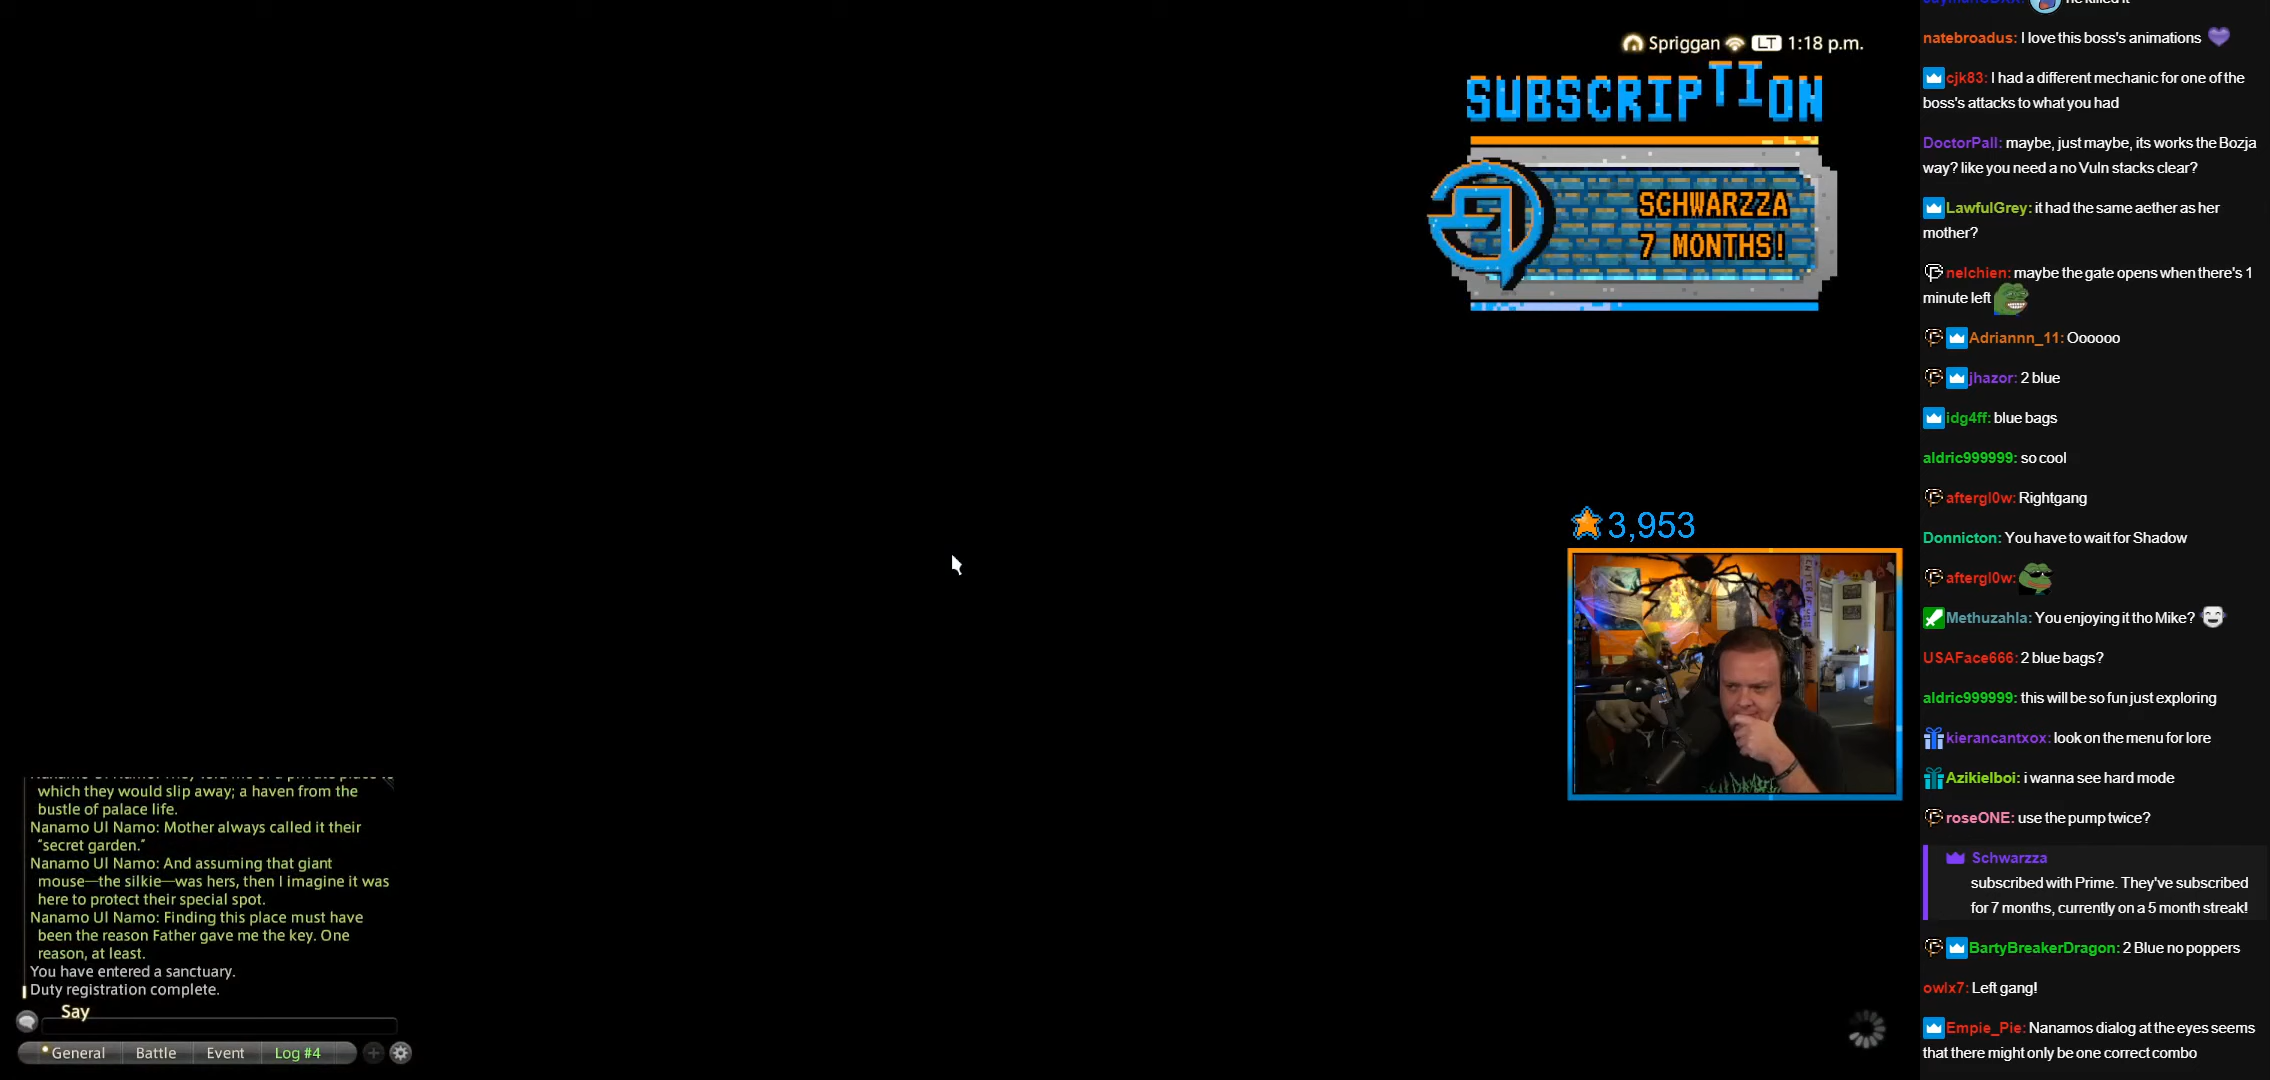 Spriggan LT 1:18 p.m.
SUBSCRIPTION
SCHWARZZA
7 MONTHS!
3,953
which they would slip away; a haven from the
bustle of palace life.
Nanamo Ul Namo: Mother always called it their
"secret garden."
Nanamo Ul Namo: And assuming that giant
mouse—the silkie—was hers, then I imagine it was
here to protect their special spot.
Nanamo Ul Namo: Finding this place must have
been the reason Father gave me the key. One
reason, at least.
You have entered a sanctuary.
Duty registration complete.
Say
General Battle Event Log #4
natebroadus: I love this boss's animations
cjk83: I had a different mechanic for one of the
boss's attacks to what you had
DoctorPall: maybe, just maybe, its works the Bozja
way? like you need a no Vuln stacks clear?
LawfulGrey: it had the same aether as her
mother?
nelchien: maybe the gate opens when there's 1
minute left
Adriannn_11: Oooooo
jhazor: 2 blue
idg4ff: blue bags
aldric999999: so cool
aftergl0w: Rightgang
Donnicton: You have to wait for Shadow
aftergl0w:
Methuzahla: You enjoying it tho Mike?
USAFace666: 2 blue bags?
aldric999999: this will be so fun just exploring
kierancantxox: look on the menu for lore
Azikielboi: i wanna see hard mode
roseONE: use the pump twice?
Schwarzza
subscribed with Prime. They've subscribed
for 7 months, currently on a 5 month streak!
BartyBreakerDragon: 2 Blue no poppers
owlx7: Left gang!
Empie_Pie: Nanamos dialog at the eyes seems
that there might only be one correct combo